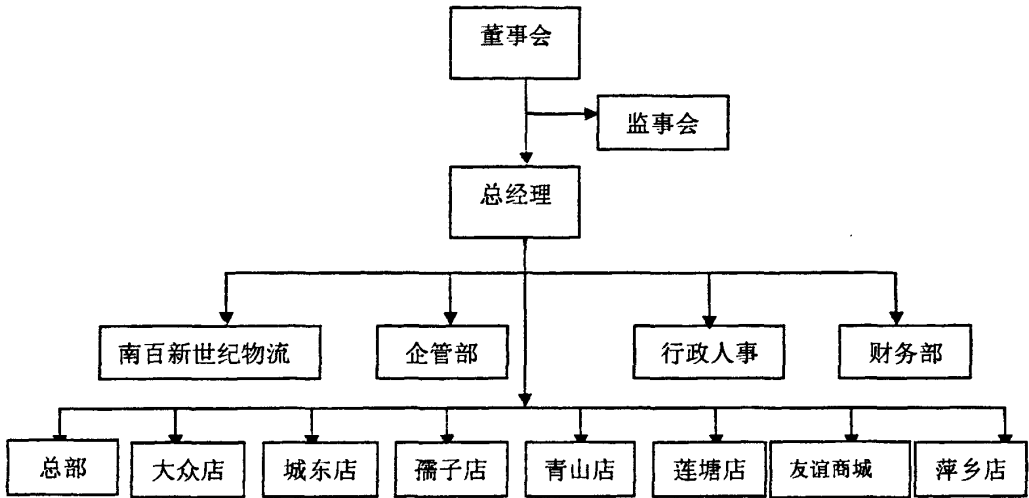 董事会
监事会
总经理
南百新世纪物流
企管部
行政人事
财务部
总部
大众店
城东店
孺子店
青山店
莲塘店
友谊商城
萍乡店